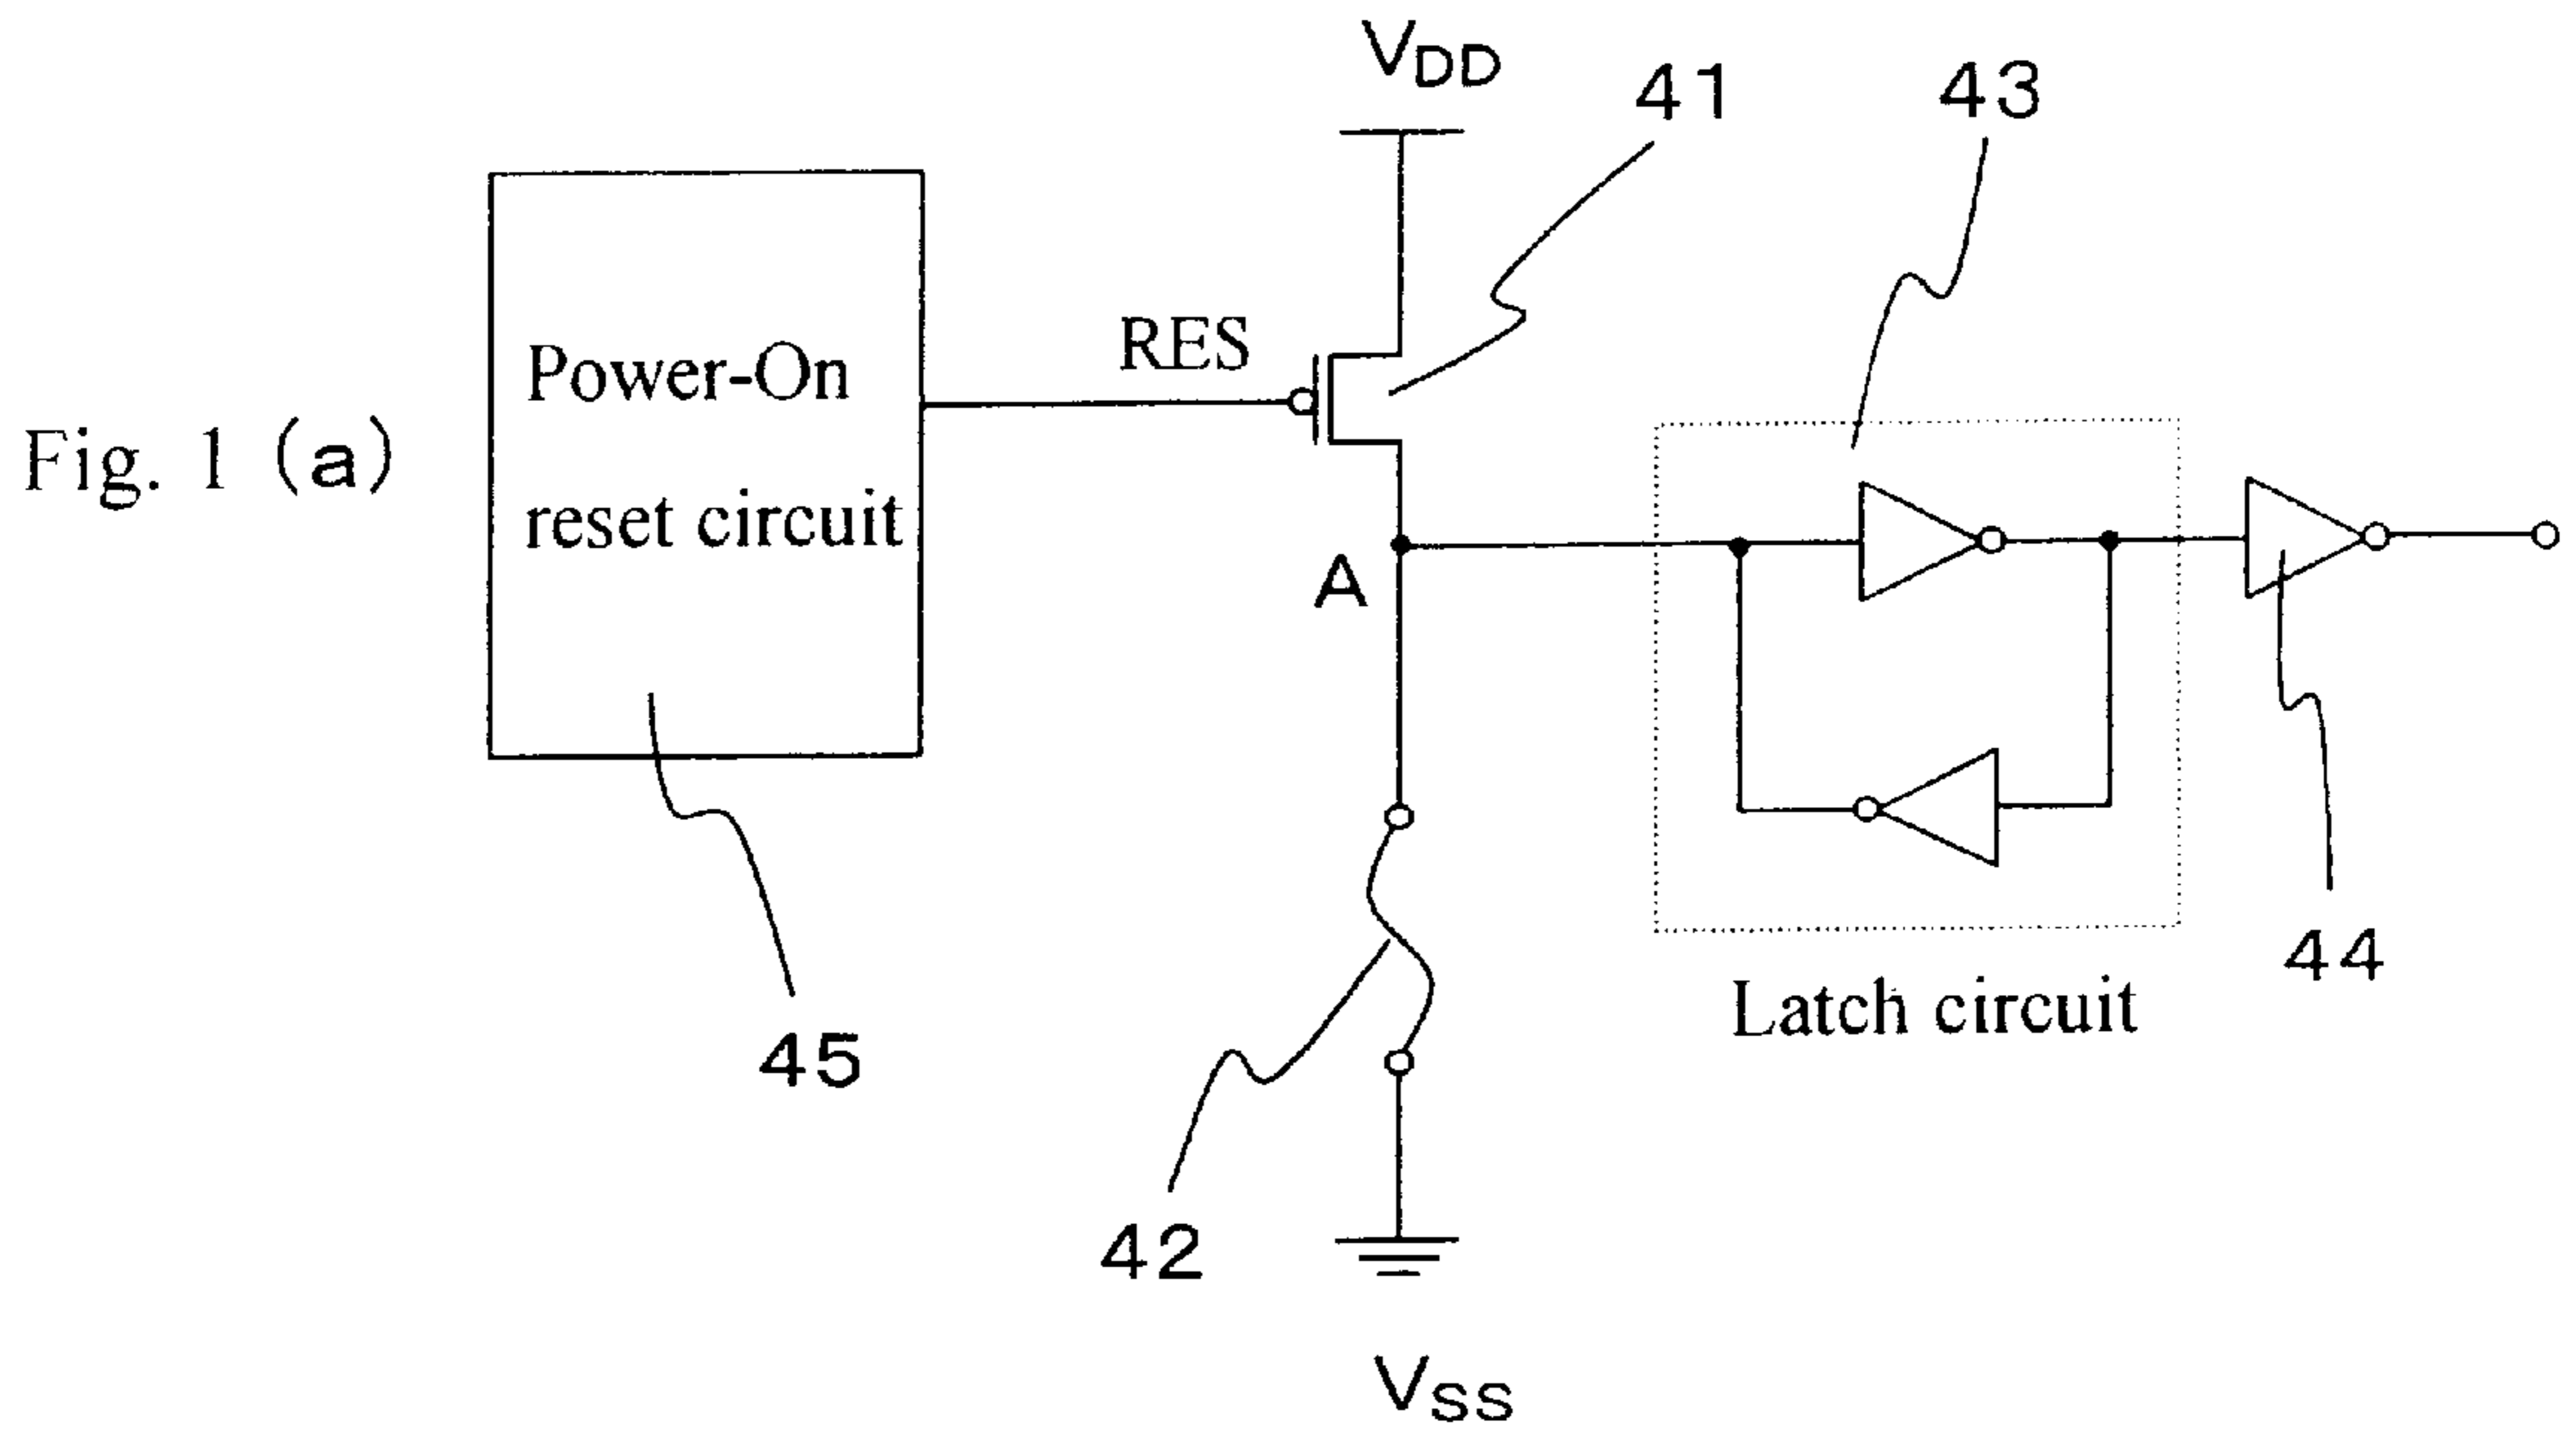 VDD
41
43
RES
Power-On
reset circuit
Fig. 1 (a)
A
44
Latch circuit
45
42
VSS